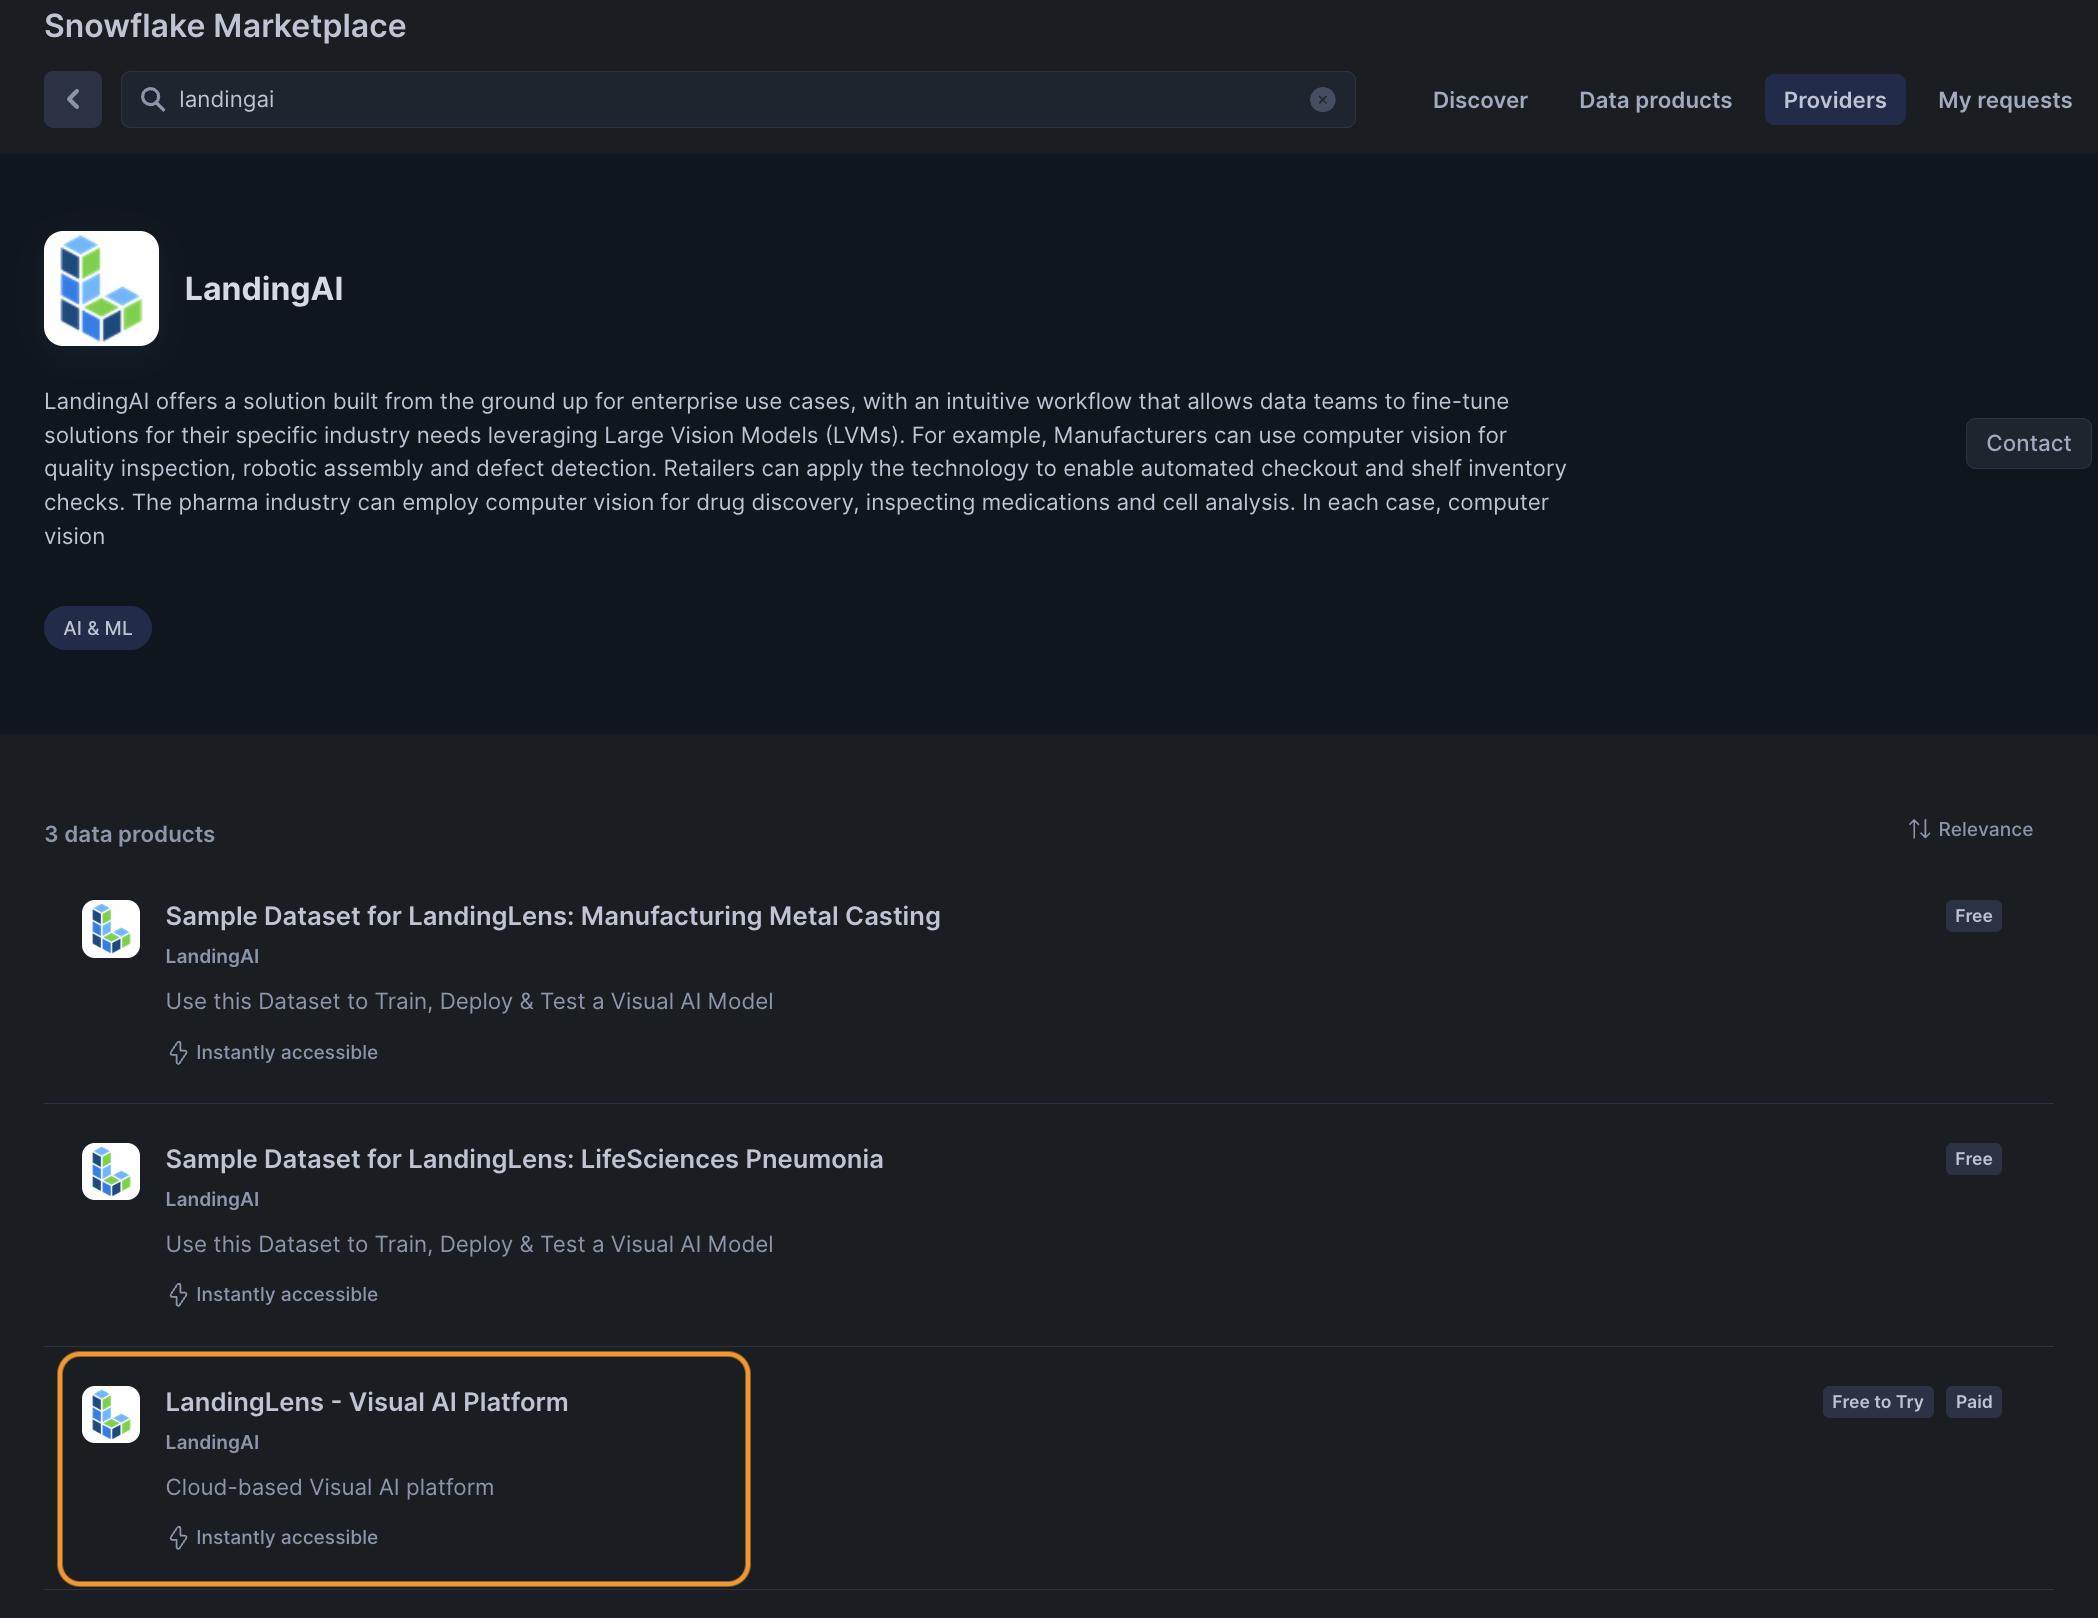 Snowflake Marketplace
landingai
Discover
Data products
Providers
My requests
LandingAI
LandingAI offers a solution built from the ground up for enterprise use cases, with an intuitive workflow that allows data teams to fine-tune
solutions for their specific industry needs leveraging Large Vision Models (LVMs). For example, Manufacturers can use computer vision for
quality inspection, robotic assembly and defect detection. Retailers can apply the technology to enable automated checkout and shelf inventory
checks. The pharma industry can employ computer vision for drug discovery, inspecting medications and cell analysis. In each case, computer
vision
Contact
AI & ML
3 data products
Relevance
Sample Dataset for LandingLens: Manufacturing Metal Casting
Free
LandingAI
Use this Dataset to Train, Deploy & Test a Visual AI Model
Instantly accessible
Sample Dataset for LandingLens: LifeSciences Pneumonia
Free
LandingAI
Use this Dataset to Train, Deploy & Test a Visual AI Model
Instantly accessible
LandingLens - Visual AI Platform
Free to Try
Paid
LandingAI
Cloud-based Visual AI platform
Instantly accessible